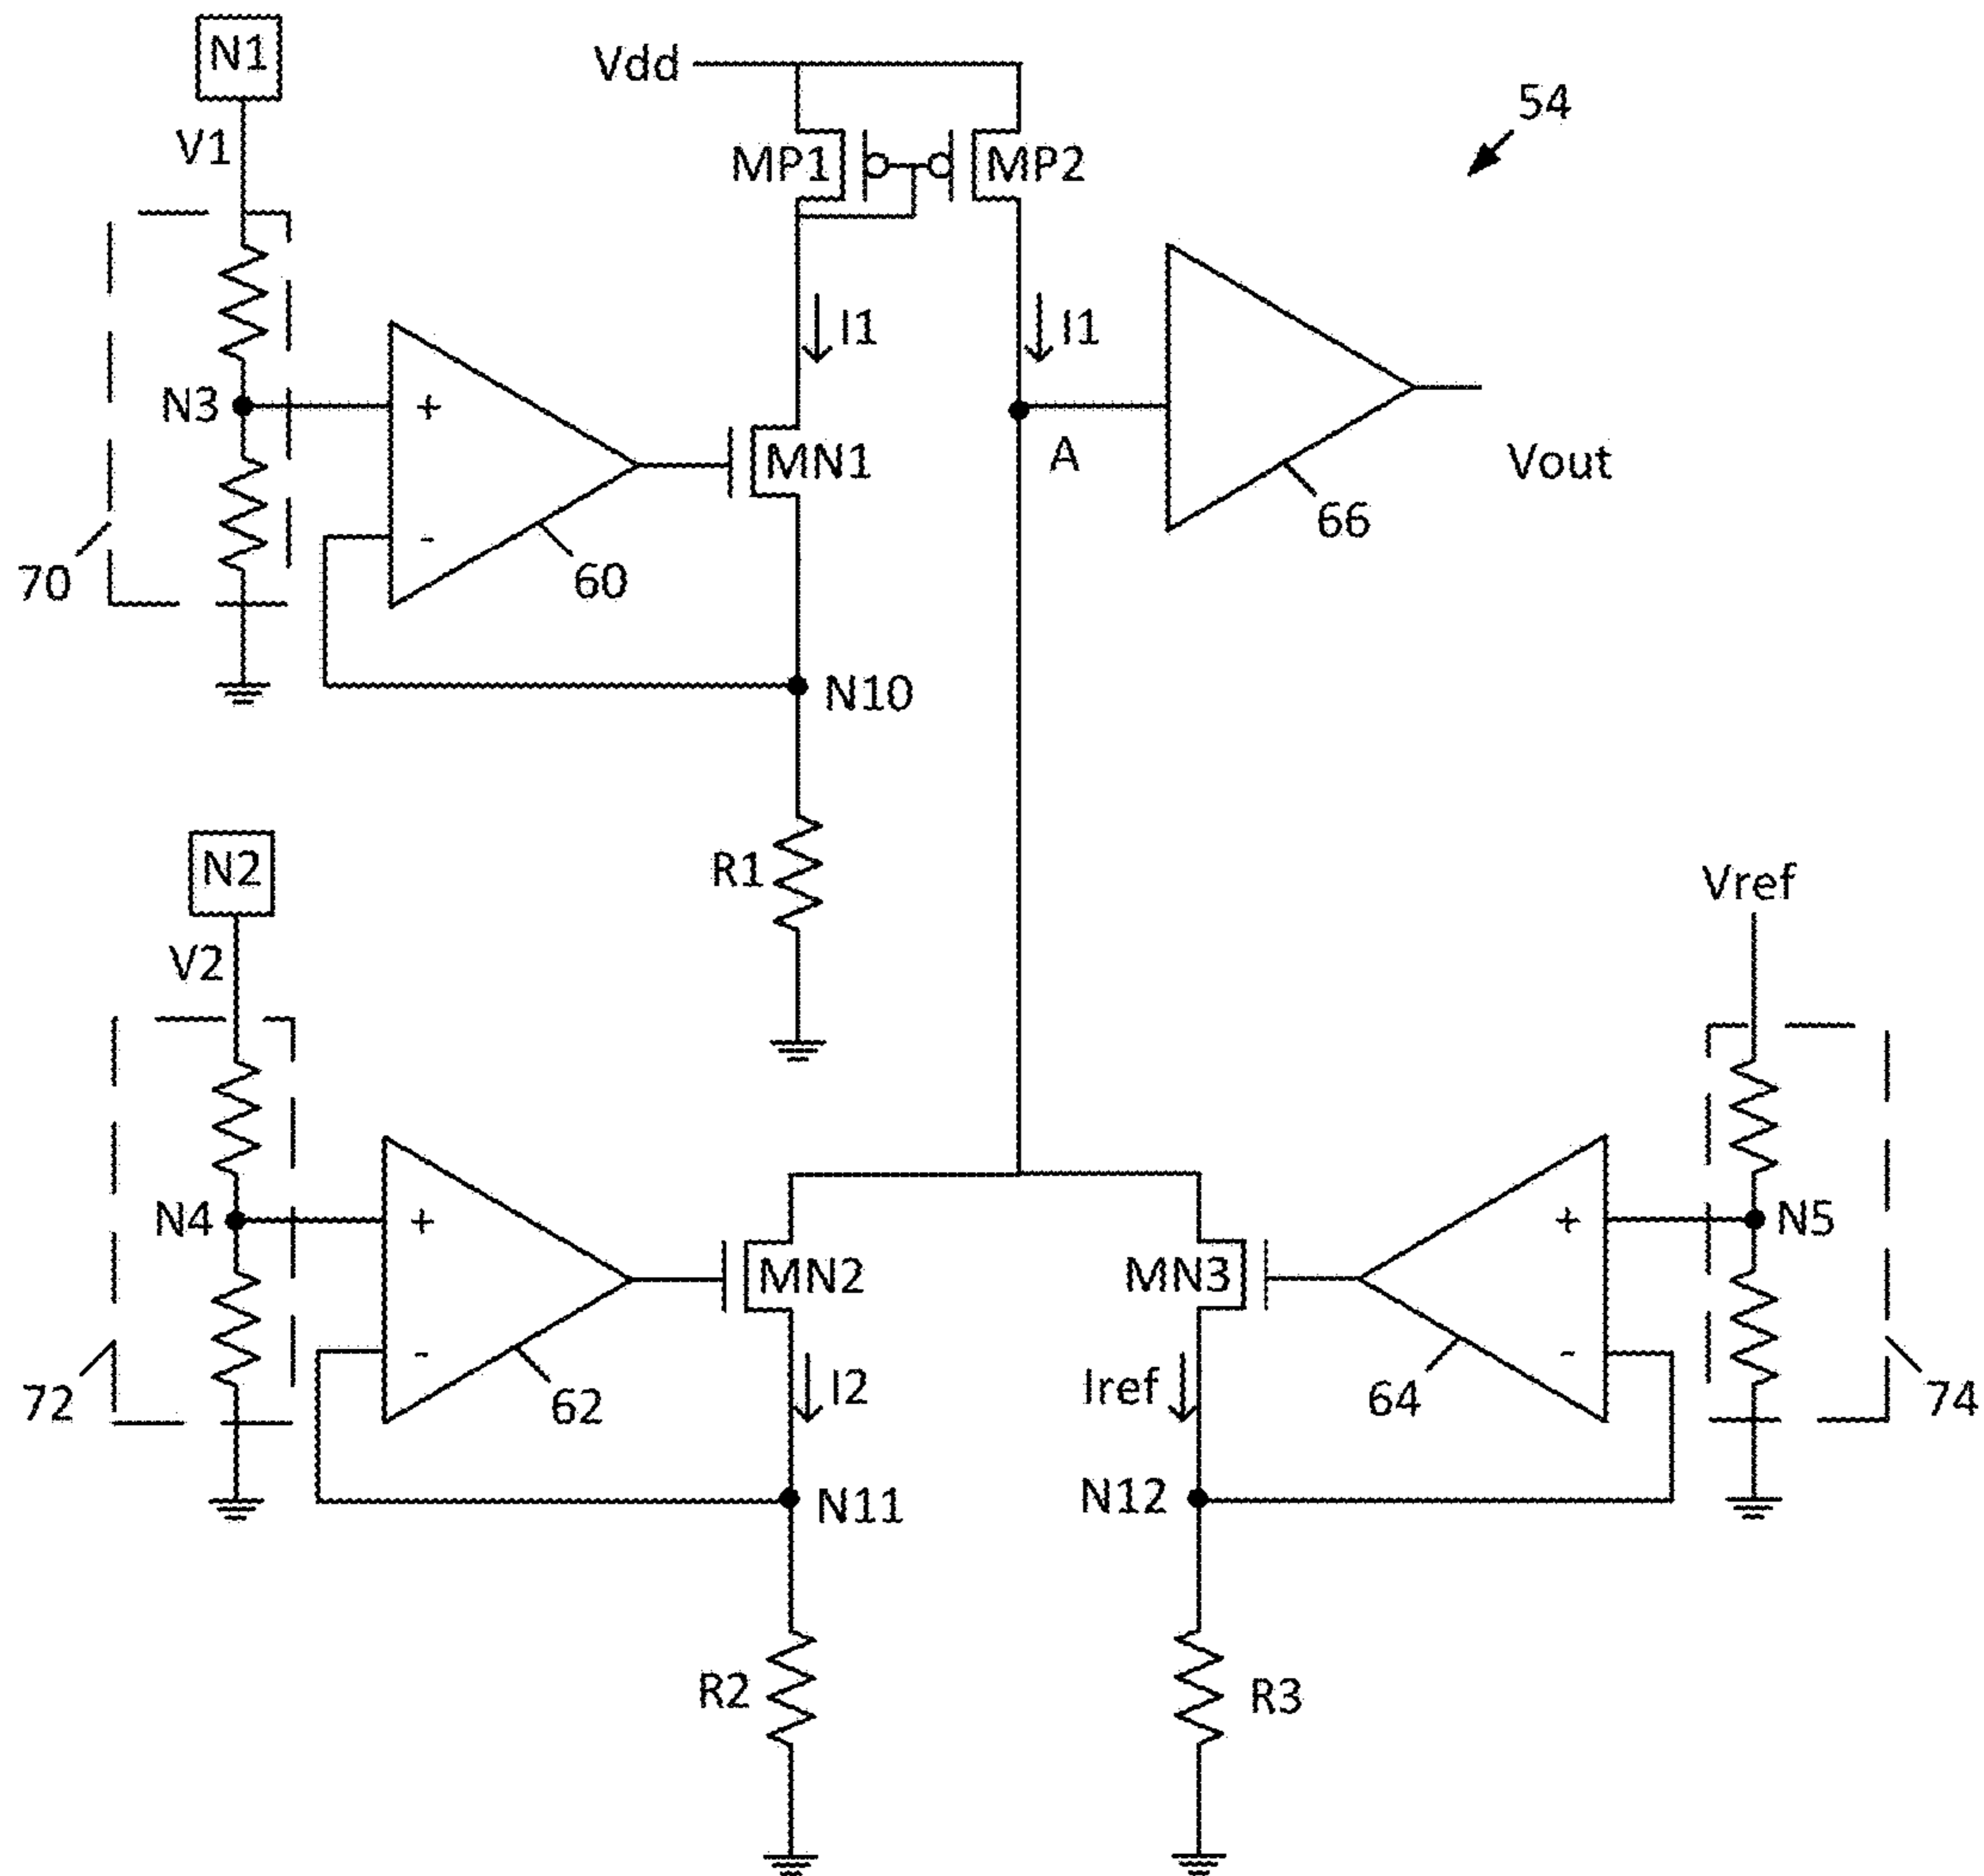 N1
Vdd
54
V1
MP1
MP2
I1
I1
N3
+
MN1
A
Vout
-
66
70
60
N10
R1
N2
Vref
V2
N4
+
+
N5
MN2
MN3
-
-
I2
Iref
72
62
64
74
N11
N12
R2
R3